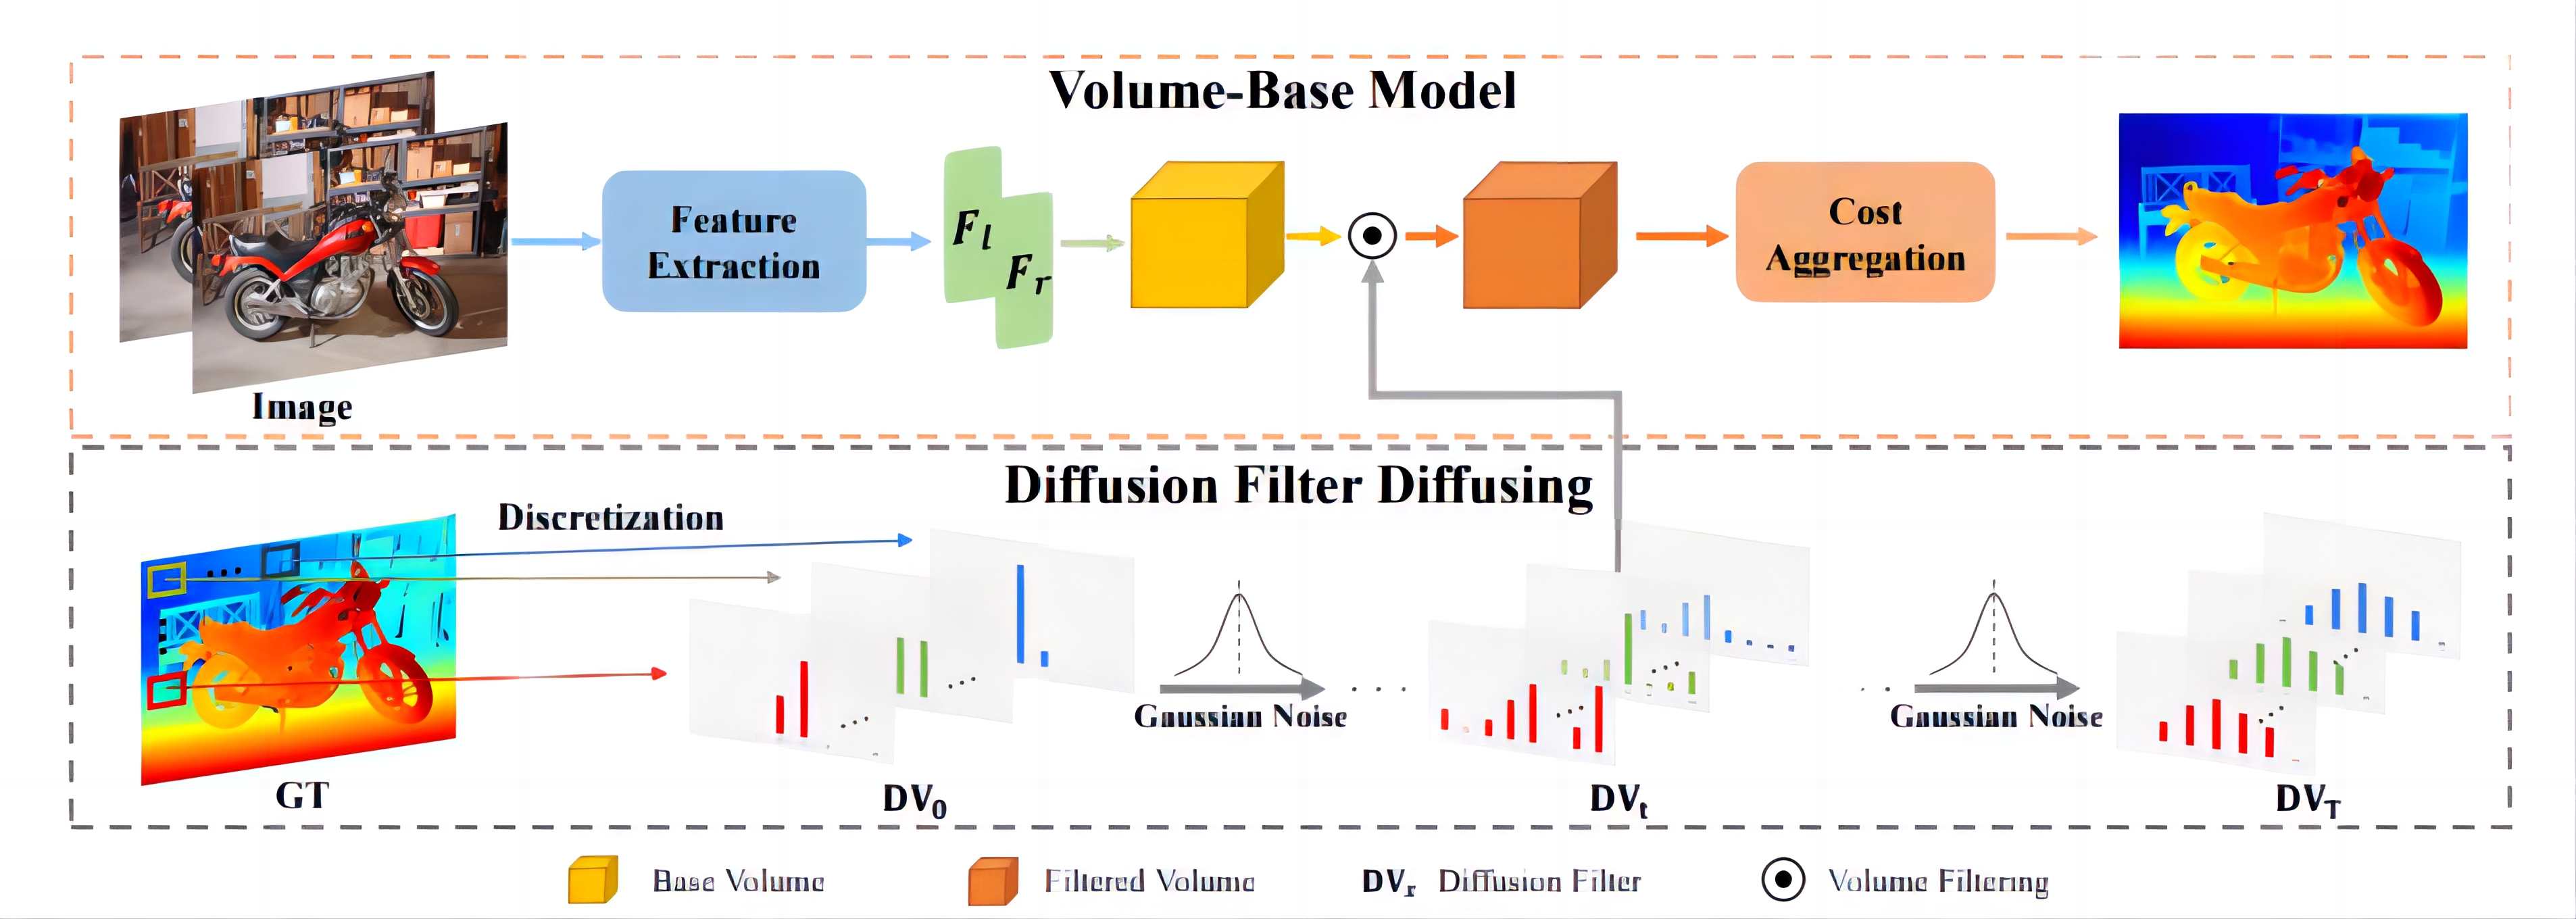 Volume-Base Model
Feature
Extraction
F_l
F_r
Cost
Aggregation
Image
Diffusion Filter Diffusing
Discretization
Gaussian Noise
Gaussian Noise
GT
DV_0
DV_t
DV_T
Base Volume
Filtered Volume
DV_r Diffusion Filter
Volume Filtering